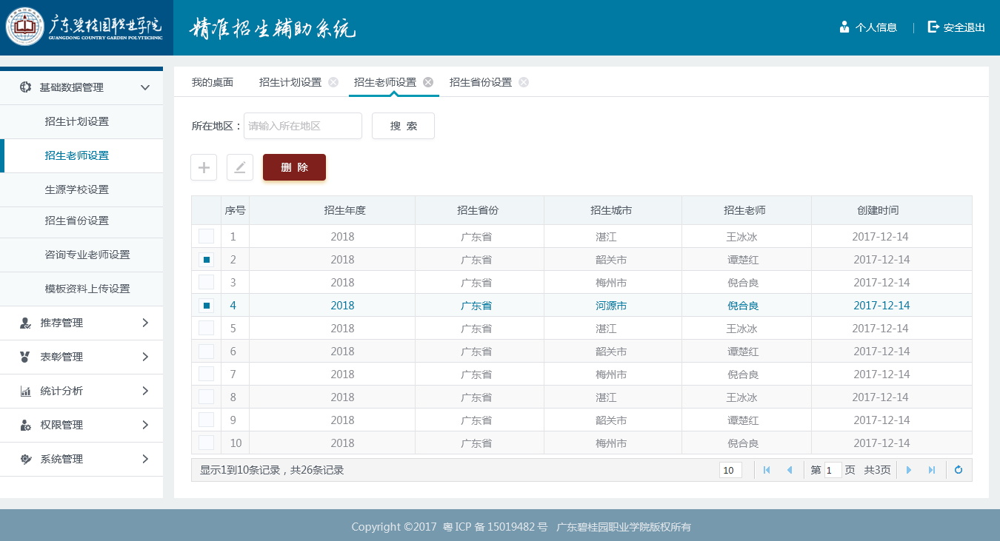 广东碧桂园职业学院
GUANGDONG COUNTRY GARDEN POLYTECHNIC
精准招生辅助系统
个人信息 | 安全退出
基础数据管理
招生计划设置
招生老师设置
生源学校设置
招生省份设置
咨询专业老师设置
模板资料上传设置
推荐管理
表彰管理
统计分析
权限管理
系统管理
我的桌面 招生计划设置 招生老师设置 招生省份设置
所在地区： 请输入所在地区 搜 索
删 除
序号 招生年度 招生省份 招生城市 招生老师 创建时间
1 2018 广东省 湛江 王冰冰 2017-12-14
2 2018 广东省 韶关市 谭楚红 2017-12-14
3 2018 广东省 梅州市 倪合良 2017-12-14
4 2018 广东省 河源市 倪合良 2017-12-14
5 2018 广东省 湛江 王冰冰 2017-12-14
6 2018 广东省 韶关市 谭楚红 2017-12-14
7 2018 广东省 梅州市 倪合良 2017-12-14
8 2018 广东省 湛江 王冰冰 2017-12-14
9 2018 广东省 韶关市 谭楚红 2017-12-14
10 2018 广东省 梅州市 倪合良 2017-12-14
显示1到10条记录，共26条记录 10 第 1 页 共3页
Copyright ©2017 粤 ICP 备 15019482 号 广东碧桂园职业学院版权所有